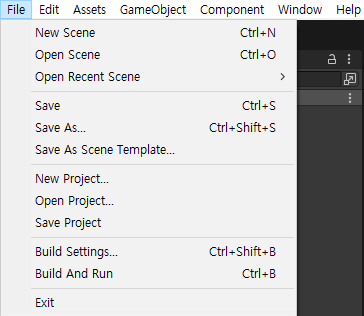 File Edit Assets GameObject Component Window Help
New Scene Ctrl+N
Open Scene Ctrl+O
Open Recent Scene
Save Ctrl+S
Save As... Ctrl+Shift+S
Save As Scene Template...
New Project...
Open Project...
Save Project
Build Settings... Ctrl+Shift+B
Build And Run Ctrl+B
Exit